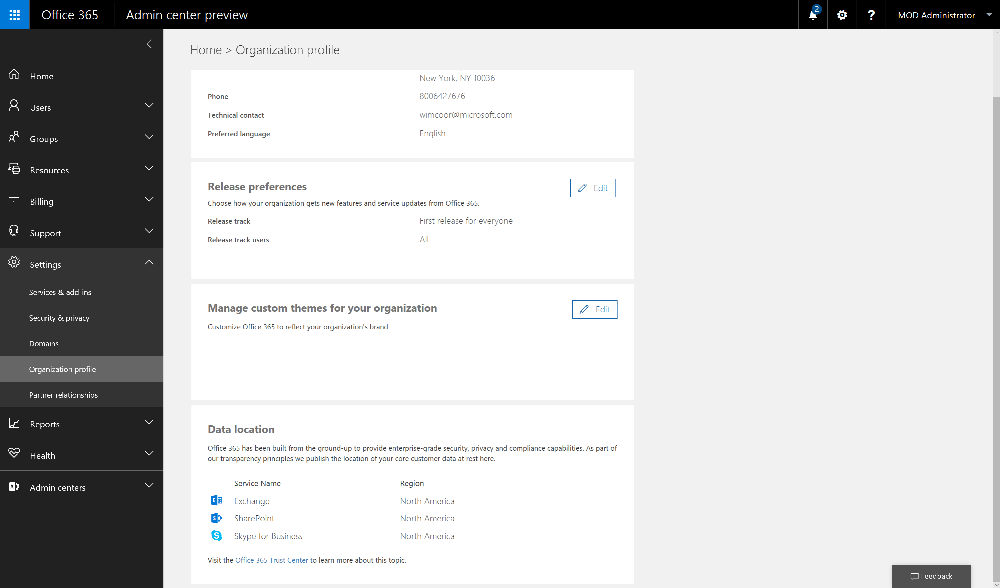 Office 365
Admin center preview
2
?
MOD Administrator
Home
Users
Groups
Resources
Billing
Support
Settings
Services & add-ins
Security & privacy
Domains
Organization profile
Partner relationships
Reports
Health
Admin centers
Home > Organization profile
New York, NY 10036
Phone 8006427676
Technical contact wimcoor@microsoft.com
Preferred language English
Release preferences
Edit
Choose how your organization gets new features and service updates from Office 365.
Release track First release for everyone
Release track users All
Manage custom themes for your organization
Edit
Customize Office 365 to reflect your organization's brand.
Data location
Office 365 has been built from the ground-up to provide enterprise-grade security, privacy and compliance capabilities. As part of
our transparency principles we publish the location of your core customer data at rest here.
Service Name Region
Exchange North America
SharePoint North America
Skype for Business North America
Visit the Office 365 Trust Center to learn more about this topic.
Feedback